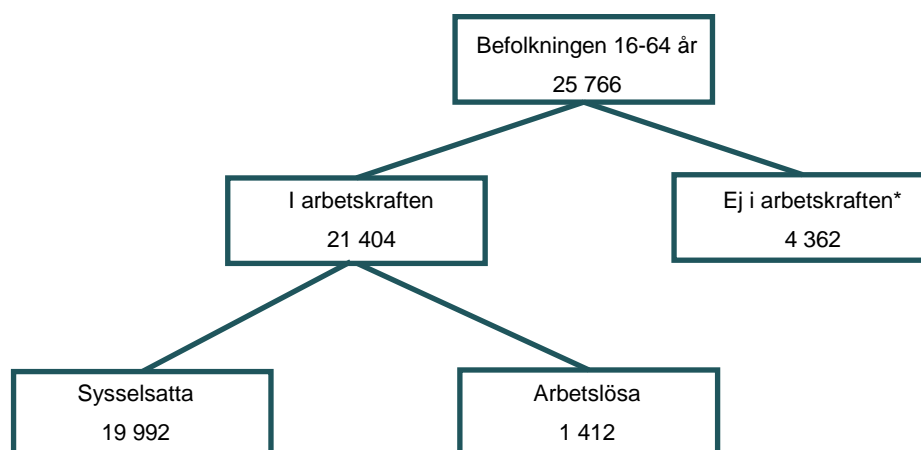 Befolkningen 16-64 år
25 766
I arbetskraften
21 404
Ej i arbetskraften*
4 362
Sysselsatta
19 992
Arbetslösa
1 412